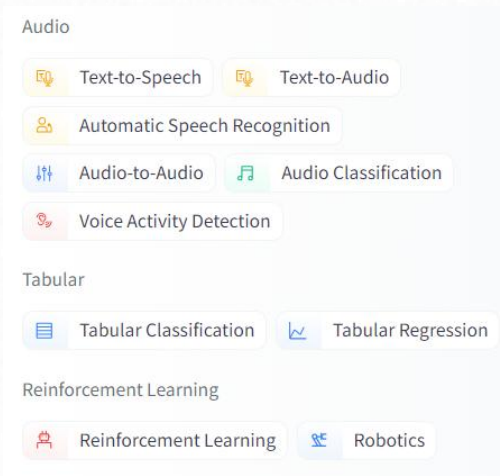 Audio
Text-to-Speech Text-to-Audio
Automatic Speech Recognition
Audio-to-Audio Audio Classification
Voice Activity Detection
Tabular
Tabular Classification Tabular Regression
Reinforcement Learning
Reinforcement Learning Robotics